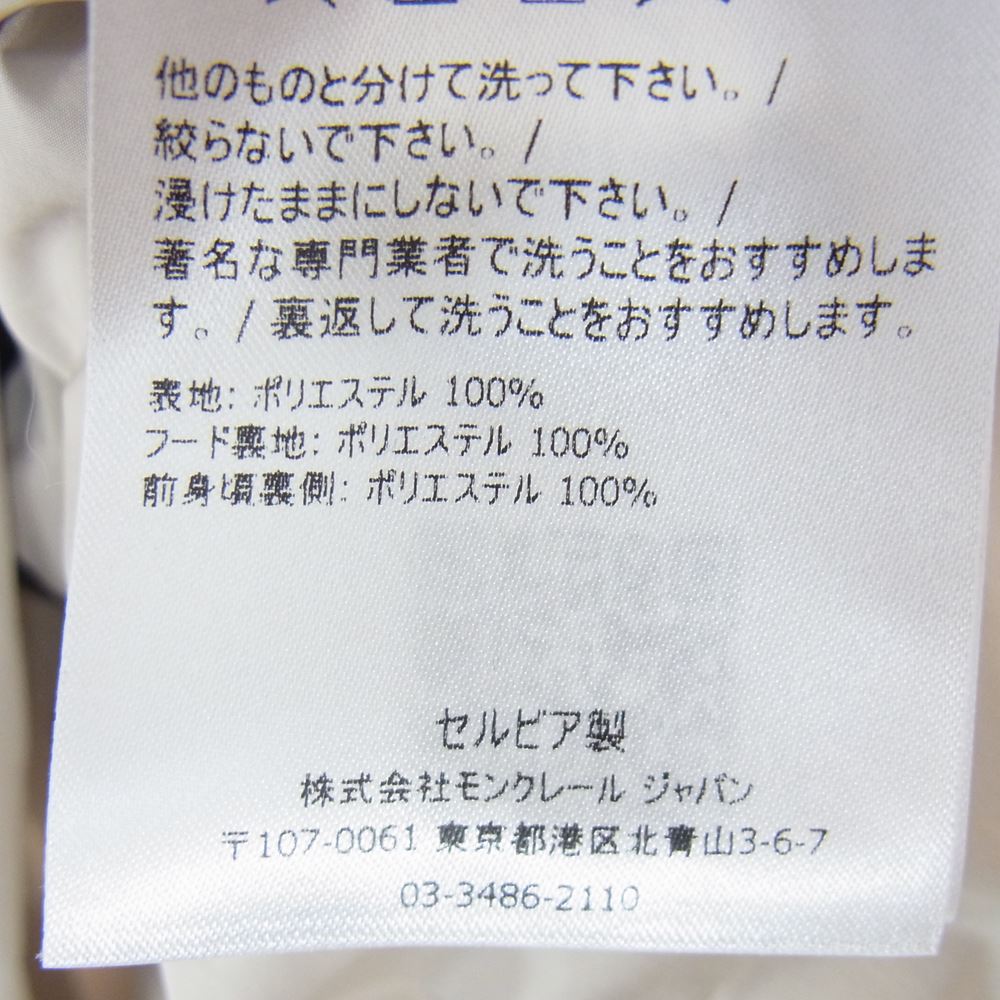 他のものと分けて洗って下さい。/
絞らないで下さい。/
浸けたままにしないで下さい。/
著名な専門業者で洗うことをおすすめしま
す。/ 裏返して洗うことをおすすめします。
表地: ポリエステル 100%
フード裏地: ポリエステル 100%
前身頃裏側: ポリエステル 100%
セルビア製
株式会社モンクレール ジャパン
〒107-0061 東京都港区北青山3-6-7
03-3486-2110